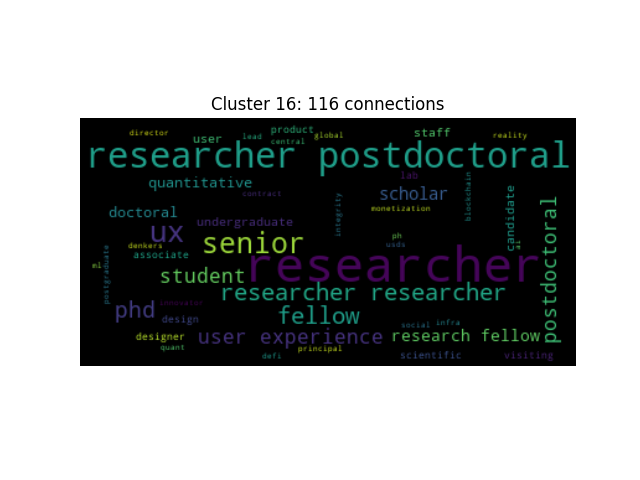 Cluster 16: 116 connections
director
user
lead
product
central
global
staff
reality
researcher postdoctoral
quantitative
lab
contract
scholar
blockchain
candidate
doctoral
undergraduate
integrity
monetization
postdoctoral
ux
denkers
senior
ph
usds
ai
associate
researcher
student
ml
postgraduate
researcher researcher
phd
design
fellow
social infra
designer
user experience
research fellow
quant
defi
principal
scientific
visiting